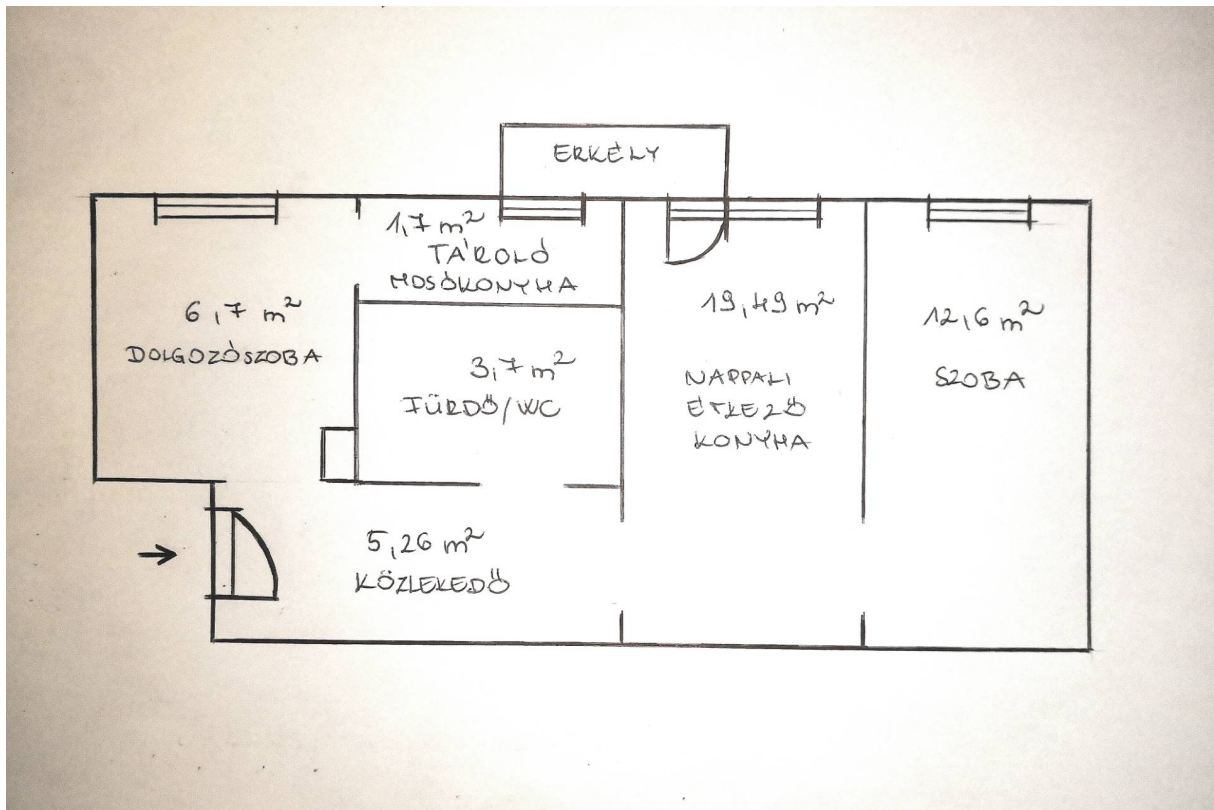 ERKÉLY
1,7 m²
TÁROLÓ
MOSÓKONYHA
6,7 m²
DOLGOZÓSZOBA
3,7 m²
FÜRDŐ/WC
19,49 m²
NAPPALI
ÉTKEZŐ
KONYHA
12,6 m²
SZOBA
5,26 m²
KÖZLEKEDŐ